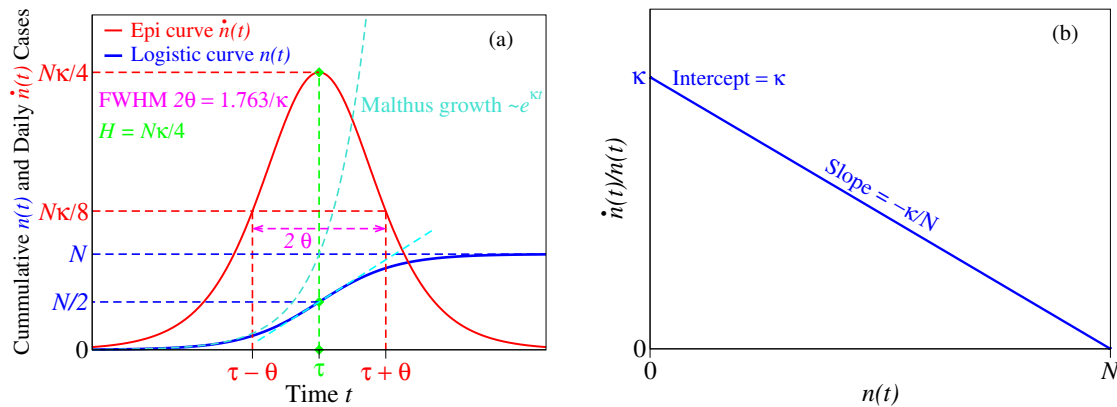 Cummulative n(t) and Daily ṅ(t) Cases
Epi curve ṅ(t)
Logistic curve n(t)
(a)
Nκ/4
FWHM 2θ = 1.763/κ
H = Nκ/4
Malthus growth ~e^κt
Nκ/8
2 θ
N
N/2
0
τ − θ
τ
τ + θ
Time t
(b)
κ
Intercept = κ
ṅ(t)/n(t)
Slope = −κ/N
0
0
N
n(t)